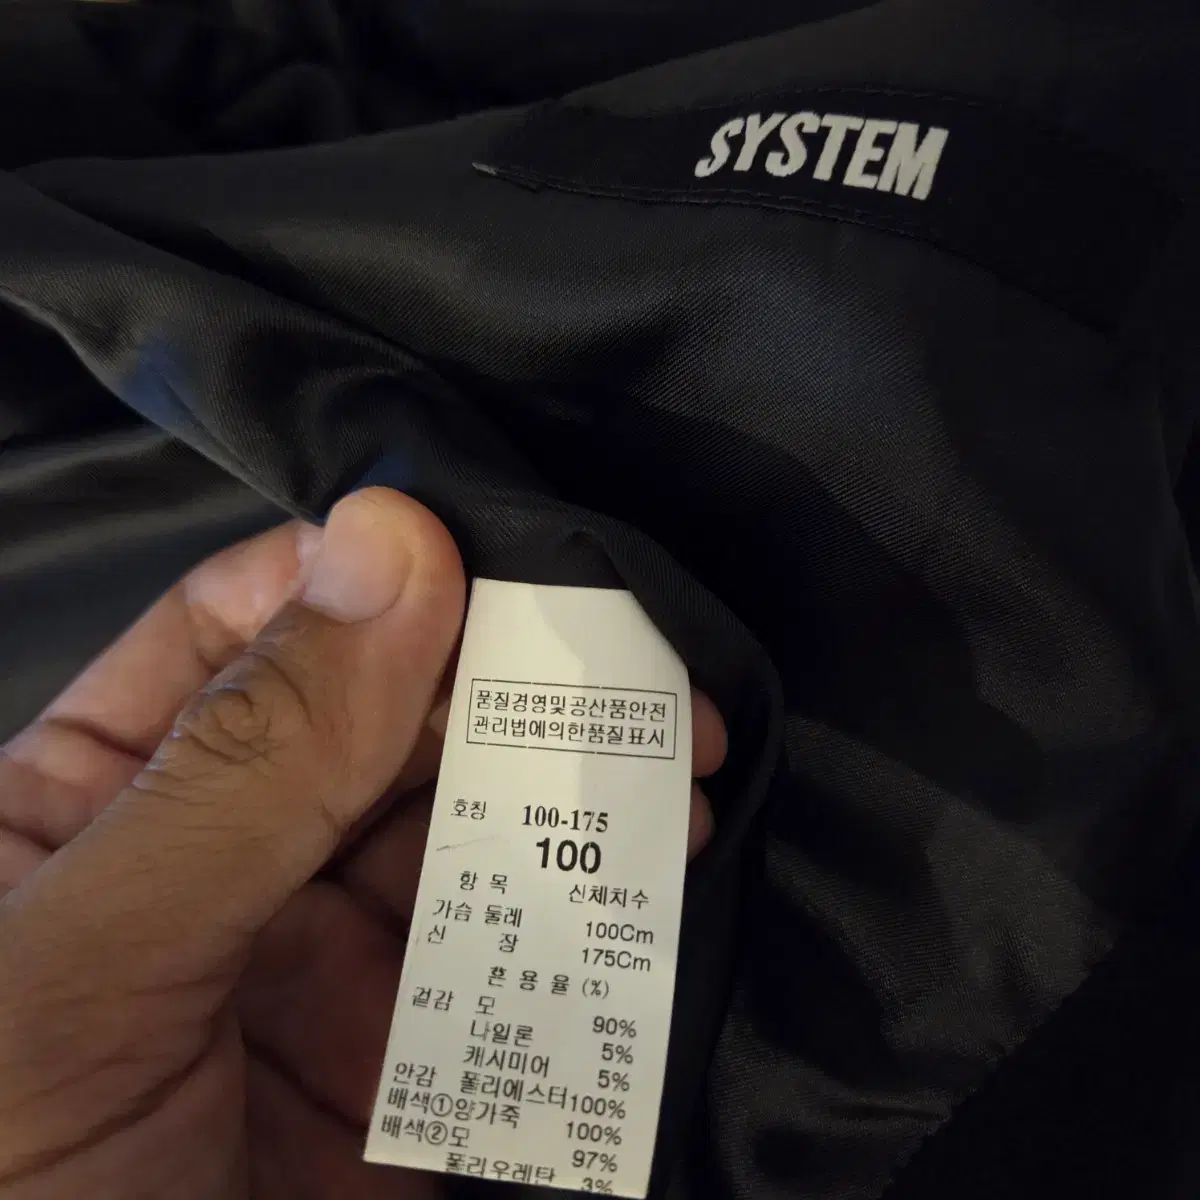 SYSTEM
품질경영및공산품안전
관리법에의한품질표시
호칭 100-175
100
항 목 신체치수
가슴 둘레 100Cm
신 장 175Cm
혼 용 율 (%)
겉감 모 90%
나일론 5%
캐시미어 5%
안감 폴리에스터 100%
배색①양가죽 100%
배색②모 97%
폴리우레탄 3%